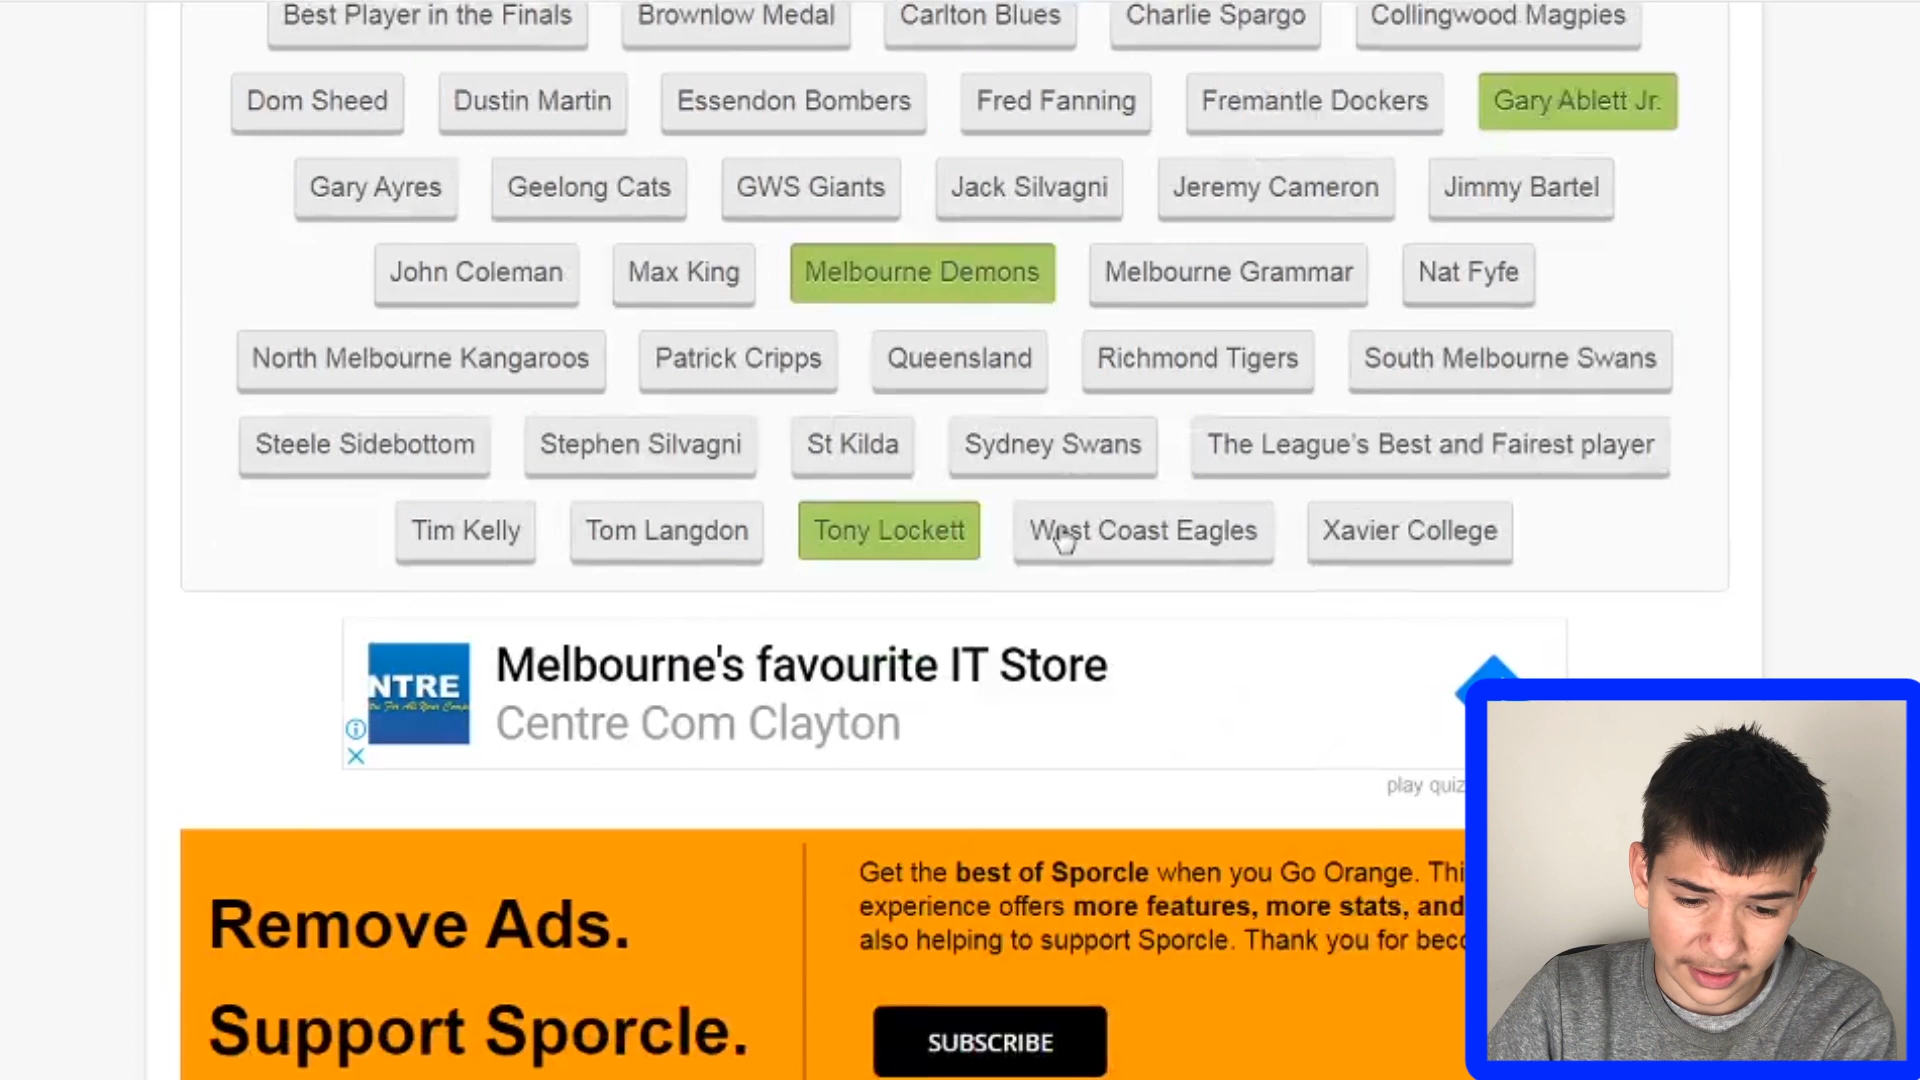 Best Player in the Finals Brownlow Medal Carlton Blues Charlie Spargo Collingwood Magpies
Dom Sheed Dustin Martin Essendon Bombers Fred Fanning Fremantle Dockers Gary Ablett Jr.
Gary Ayres Geelong Cats GWS Giants Jack Silvagni Jeremy Cameron Jimmy Bartel
John Coleman Max King Melbourne Demons Melbourne Grammar Nat Fyfe
North Melbourne Kangaroos Patrick Cripps Queensland Richmond Tigers South Melbourne Swans
Steele Sidebottom Stephen Silvagni St Kilda Sydney Swans The League's Best and Fairest player
Tim Kelly Tom Langdon Tony Lockett West Coast Eagles Xavier College
NTRE
Melbourne's favourite IT Store
Centre Com Clayton
play quiz
Remove Ads.
Support Sporcle.
Get the best of Sporcle when you Go Orange. Thi
experience offers more features, more stats, and
also helping to support Sporcle. Thank you for bec
SUBSCRIBE